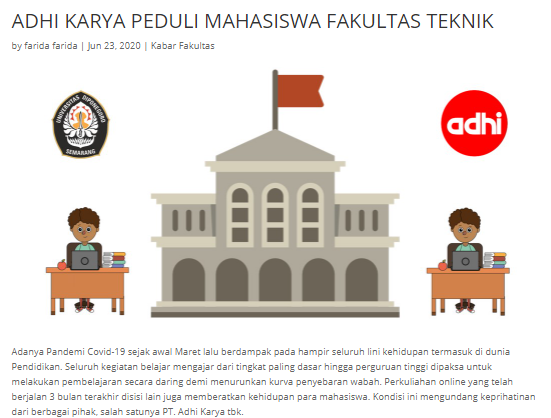 ADHI KARYA PEDULI MAHASISWA FAKULTAS TEKNIK
by farida farida | Jun 23, 2020 | Kabar Fakultas
UNIVERSITAS DIPONEGORO
SEMARANG
adhi
Adanya Pandemi Covid-19 sejak awal Maret lalu berdampak pada hampir seluruh lini kehidupan termasuk di dunia
Pendidikan. Seluruh kegiatan belajar mengajar dari tingkat paling dasar hingga perguruan tinggi dipaksa untuk
melakukan pembelajaran secara daring demi menurunkan kurva penyebaran wabah. Perkuliahan online yang telah
berjalan 3 bulan terakhir disisi lain juga memberatkan kehidupan para mahasiswa. Kondisi ini mengundang keprihatinan
dari berbagai pihak, salah satunya PT. Adhi Karya tbk.